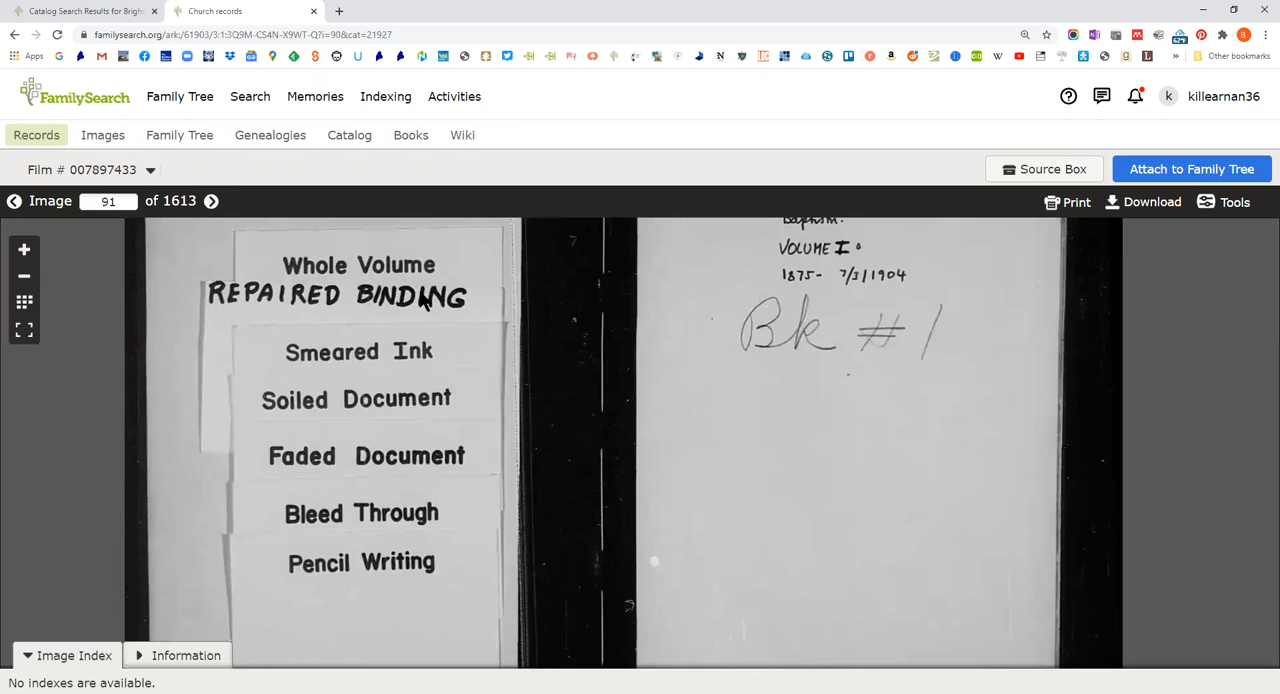 Catalog Search Results for Brigh
Church records
familysearch.org/ark:/61903/3:1:3Q9M-CS4N-X9WT-Q?i=90&cat=21927
Apps
Other bookmarks
FamilySearch
Family Tree
Search
Memories
Indexing
Activities
k
killearnan36
Records
Images
Family Tree
Genealogies
Catalog
Books
Wiki
Film # 007897433
Source Box
Attach to Family Tree
Image 91 of 1613
Print
Download
Tools
Whole Volume
REPAIRED BINDING
Smeared Ink
Soiled Document
Faded Document
Bleed Through
Pencil Writing
Baptism.
VOLUME I
1875- 7/3/1904
Bk # 1
Image Index
Information
No indexes are available.